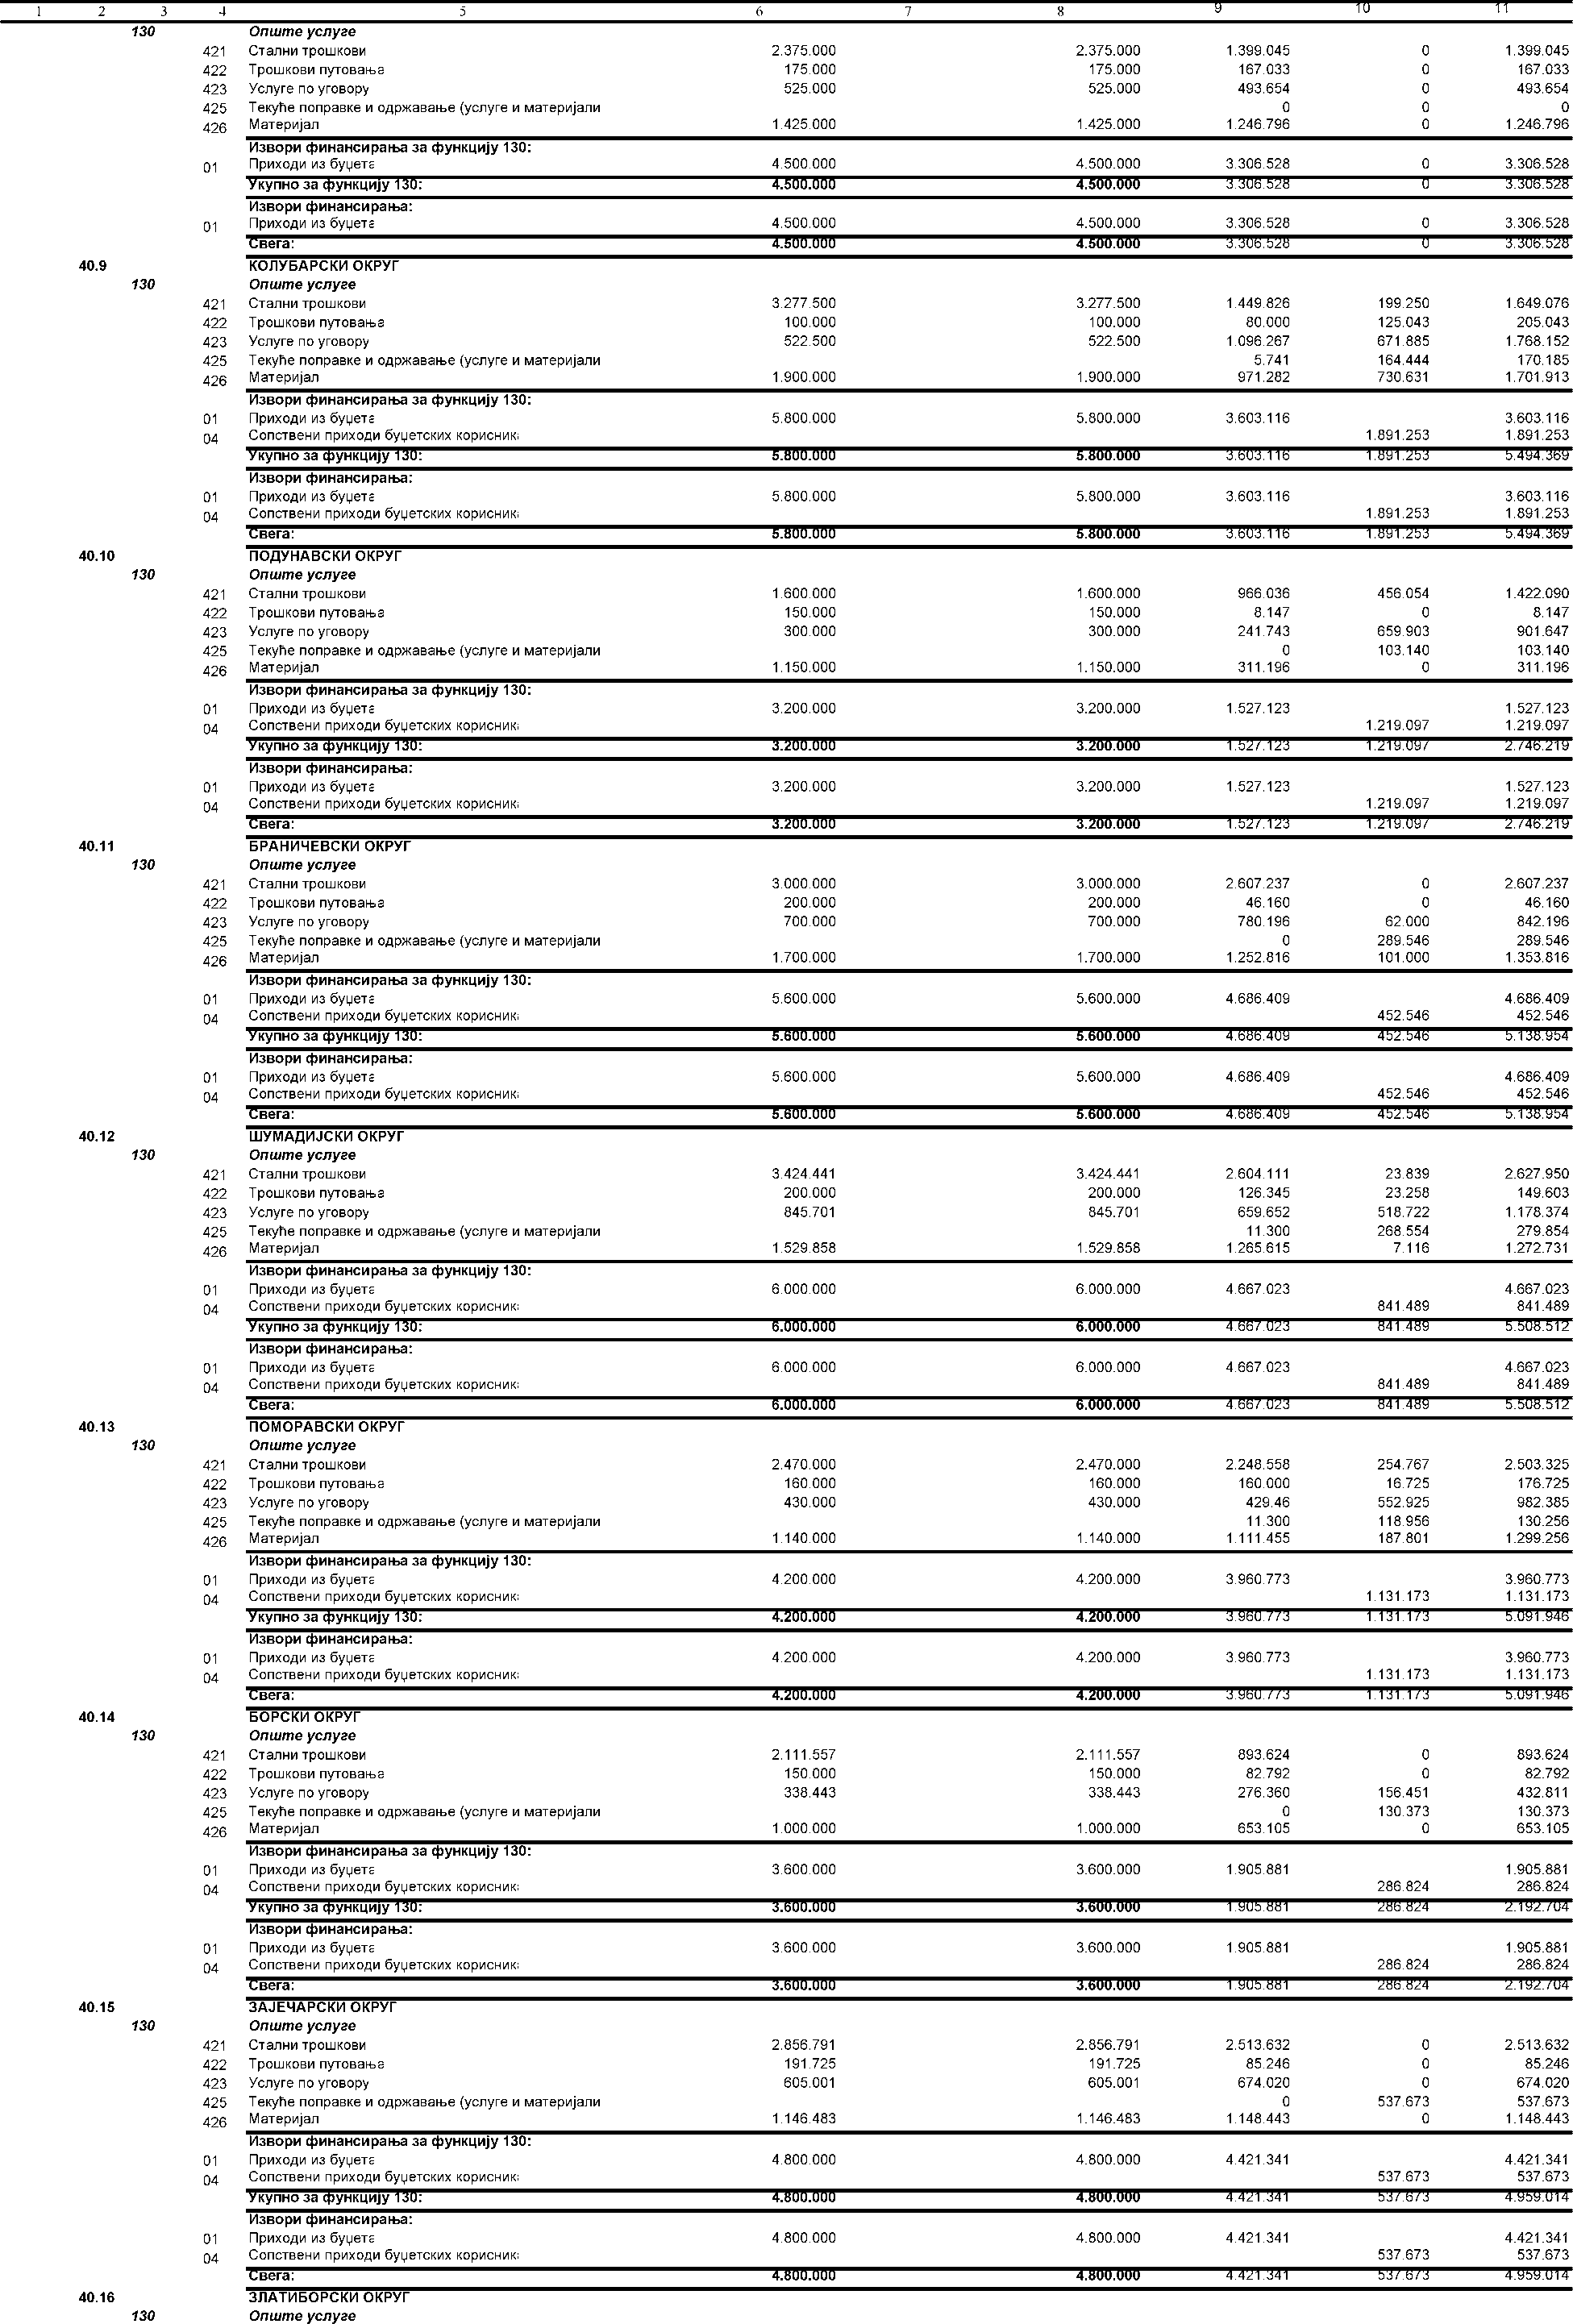 1 2 3 4 5 6 7 8 9 10 11
130 Опште услуге
421 Стални трошкови 2.375.000 2.375.000 1.399.045 0 1.399.045
422 Трошкови путовања 175.000 175.000 167.033 0 167.033
423 Услуге по уговору 525.000 525.000 493.654 0 493.654
425 Текуће поправке и одржавање (услуге и материјали 0 0 0
426 Материјал 1.425.000 1.425.000 1.246.796 0 1.246.796
Извори финансирања за функцију 130:
01 Приходи из буџета 4.500.000 4.500.000 3.306.528 0 3.306.528
Укупно за функцију 130: 4.500.000 4.500.000 3.306.528 0 3.306.528
Извори финансирања:
01 Приходи из буџета 4.500.000 4.500.000 3.306.528 0 3.306.528
Свега: 4.500.000 4.500.000 3.306.528 0 3.306.528
40.9 КОЛУБАРСКИ ОКРУГ
130 Опште услуге
421 Стални трошкови 3.277.500 3.277.500 1.449.826 199.250 1.649.076
422 Трошкови путовања 100.000 100.000 80.000 125.043 205.043
423 Услуге по уговору 522.500 522.500 1.096.267 671.885 1.768.152
425 Текуће поправке и одржавање (услуге и материјали 5.741 164.444 170.185
426 Материјал 1.900.000 1.900.000 971.282 730.631 1.701.913
Извори финансирања за функцију 130:
01 Приходи из буџета 5.800.000 5.800.000 3.603.116 3.603.116
04 Сопствени приходи буџетских корисник 1.891.253 1.891.253
Укупно за функцију 130: 5.800.000 5.800.000 3.603.116 1.891.253 5.494.369
Извори финансирања:
01 Приходи из буџета 5.800.000 5.800.000 3.603.116 3.603.116
04 Сопствени приходи буџетских корисник 1.891.253 1.891.253
Свега: 5.800.000 5.800.000 3.603.116 1.891.253 5.494.369
40.10 ПОДУНАВСКИ ОКРУГ
130 Опште услуге
421 Стални трошкови 1.600.000 1.600.000 966.036 456.054 1.422.090
422 Трошкови путовања 150.000 150.000 8.147 0 8.147
423 Услуге по уговору 300.000 300.000 241.743 659.903 901.647
425 Текуће поправке и одржавање (услуге и материјали 0 103.140 103.140
426 Материјал 1.150.000 1.150.000 311.196 0 311.196
Извори финансирања за функцију 130:
01 Приходи из буџета 3.200.000 3.200.000 1.527.123 1.527.123
04 Сопствени приходи буџетских корисник 1.219.097 1.219.097
Укупно за функцију 130: 3.200.000 3.200.000 1.527.123 1.219.097 2.746.219
Извори финансирања:
01 Приходи из буџета 3.200.000 3.200.000 1.527.123 1.527.123
04 Сопствени приходи буџетских корисник 1.219.097 1.219.097
Свега: 3.200.000 3.200.000 1.527.123 1.219.097 2.746.219
40.11 БРАНИЧЕВСКИ ОКРУГ
130 Опште услуге
421 Стални трошкови 3.000.000 3.000.000 2.607.237 0 2.607.237
422 Трошкови путовања 200.000 200.000 46.160 0 46.160
423 Услуге по уговору 700.000 700.000 780.196 62.000 842.196
425 Текуће поправке и одржавање (услуге и материјали 0 289.546 289.546
426 Материјал 1.700.000 1.700.000 1.252.816 101.000 1.353.816
Извори финансирања за функцију 130:
01 Приходи из буџета 5.600.000 5.600.000 4.686.409 4.686.409
04 Сопствени приходи буџетских корисник 452.546 452.546
Укупно за функцију 130: 5.600.000 5.600.000 4.686.409 452.546 5.138.954
Извори финансирања:
01 Приходи из буџета 5.600.000 5.600.000 4.686.409 4.686.409
04 Сопствени приходи буџетских корисник 452.546 452.546
Свега: 5.600.000 5.600.000 4.686.409 452.546 5.138.954
40.12 ШУМАДИЈСКИ ОКРУГ
130 Опште услуге
421 Стални трошкови 3.424.441 3.424.441 2.604.111 23.839 2.627.950
422 Трошкови путовања 200.000 200.000 126.345 23.258 149.603
423 Услуге по уговору 845.701 845.701 659.652 518.722 1.178.374
425 Текуће поправке и одржавање (услуге и материјали 11.300 268.554 279.854
426 Материјал 1.529.858 1.529.858 1.265.615 7.116 1.272.731
Извори финансирања за функцију 130:
01 Приходи из буџета 6.000.000 6.000.000 4.667.023 4.667.023
04 Сопствени приходи буџетских корисник 841.489 841.489
Укупно за функцију 130: 6.000.000 6.000.000 4.667.023 841.489 5.508.512
Извори финансирања:
01 Приходи из буџета 6.000.000 6.000.000 4.667.023 4.667.023
04 Сопствени приходи буџетских корисник 841.489 841.489
Свега: 6.000.000 6.000.000 4.667.023 841.489 5.508.512
40.13 ПОМОРАВСКИ ОКРУГ
130 Опште услуге
421 Стални трошкови 2.470.000 2.470.000 2.248.558 254.767 2.503.325
422 Трошкови путовања 160.000 160.000 160.000 16.725 176.725
423 Услуге по уговору 430.000 430.000 429.46 552.925 982.385
425 Текуће поправке и одржавање (услуге и материјали 11.300 118.956 130.256
426 Материјал 1.140.000 1.140.000 1.111.455 187.801 1.299.256
Извори финансирања за функцију 130:
01 Приходи из буџета 4.200.000 4.200.000 3.960.773 3.960.773
04 Сопствени приходи буџетских корисник 1.131.173 1.131.173
Укупно за функцију 130: 4.200.000 4.200.000 3.960.773 1.131.173 5.091.946
Извори финансирања:
01 Приходи из буџета 4.200.000 4.200.000 3.960.773 3.960.773
04 Сопствени приходи буџетских корисник 1.131.173 1.131.173
Свега: 4.200.000 4.200.000 3.960.773 1.131.173 5.091.946
40.14 БОРСКИ ОКРУГ
130 Опште услуге
421 Стални трошкови 2.111.557 2.111.557 893.624 0 893.624
422 Трошкови путовања 150.000 150.000 82.792 0 82.792
423 Услуге по уговору 338.443 338.443 276.360 156.451 432.811
425 Текуће поправке и одржавање (услуге и материјали 0 130.373 130.373
426 Материјал 1.000.000 1.000.000 653.105 0 653.105
Извори финансирања за функцију 130:
01 Приходи из буџета 3.600.000 3.600.000 1.905.881 1.905.881
04 Сопствени приходи буџетских корисник 286.824 286.824
Укупно за функцију 130: 3.600.000 3.600.000 1.905.881 286.824 2.192.704
Извори финансирања:
01 Приходи из буџета 3.600.000 3.600.000 1.905.881 1.905.881
04 Сопствени приходи буџетских корисник 286.824 286.824
Свега: 3.600.000 3.600.000 1.905.881 286.824 2.192.704
40.15 ЗАЈЕЧАРСКИ ОКРУГ
130 Опште услуге
421 Стални трошкови 2.856.791 2.856.791 2.513.632 0 2.513.632
422 Трошкови путовања 191.725 191.725 85.246 0 85.246
423 Услуге по уговору 605.001 605.001 674.020 0 674.020
425 Текуће поправке и одржавање (услуге и материјали 0 537.673 537.673
426 Материјал 1.146.483 1.146.483 1.148.443 0 1.148.443
Извори финансирања за функцију 130:
01 Приходи из буџета 4.800.000 4.800.000 4.421.341 4.421.341
04 Сопствени приходи буџетских корисник 537.673 537.673
Укупно за функцију 130: 4.800.000 4.800.000 4.421.341 537.673 4.959.014
Извори финансирања:
01 Приходи из буџета 4.800.000 4.800.000 4.421.341 4.421.341
04 Сопствени приходи буџетских корисник 537.673 537.673
Свега: 4.800.000 4.800.000 4.421.341 537.673 4.959.014
40.16 ЗЛАТИБОРСКИ ОКРУГ
130 Опште услуге